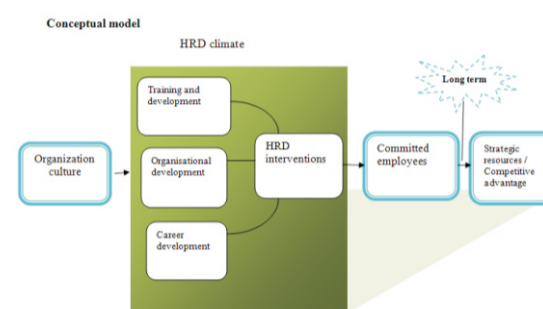 Conceptual model
HRD climate
Training and
development
Organisational
development
Career
development
HRD
interventions
Organization
culture
Committed
employees
Long term
Strategic
resources /
Competitive
advantage